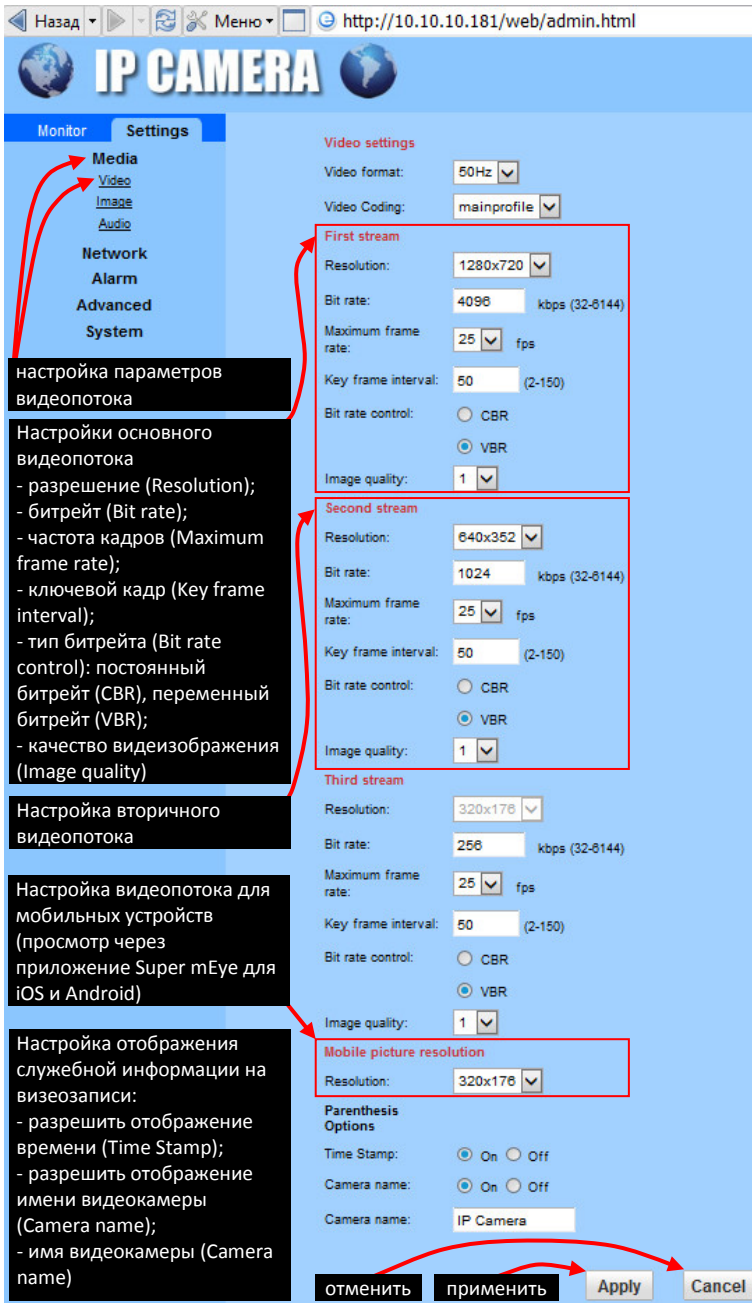 Назад Меню http://10.10.10.181/web/admin.html
IP CAMERA
Monitor Settings
Media
Video
Image
Audio
Network
Alarm
Advanced
System
настройка параметров
видеопотока
Настройки основного
видеопотока
- разрешение (Resolution);
- битрейт (Bit rate);
- частота кадров (Maximum
frame rate);
- ключевой кадр (Key frame
interval);
- тип битрейта (Bit rate
control): постоянный
битрейт (CBR), переменный
битрейт (VBR);
- качество видеизображения
(Image quality)
Настройка вторичного
видеопотока
Настройка видеопотока для
мобильных устройств
(просмотр через
приложение Super mEye для
iOS и Android)
Настройка отображения
служебной информации на
визеозаписи:
- разрешить отображение
времени (Time Stamp);
- разрешить отображение
имени видеокамеры
(Camera name);
- имя видеокамеры (Camera
name)
Video settings
Video format: 50Hz
Video Coding: mainprofile
First stream
Resolution: 1280x720
Bit rate: 4096 kbps (32-6144)
Maximum frame
rate: 25 fps
Key frame interval: 50 (2-150)
Bit rate control: CBR
VBR
Image quality: 1
Second stream
Resolution: 640x352
Bit rate: 1024 kbps (32-6144)
Maximum frame
rate: 25 fps
Key frame interval: 50 (2-150)
Bit rate control: CBR
VBR
Image quality: 1
Third stream
Resolution: 320x176
Bit rate: 256 kbps (32-6144)
Maximum frame
rate: 25 fps
Key frame interval: 50 (2-150)
Bit rate control: CBR
VBR
Image quality: 1
Mobile picture resolution
Resolution: 320x176
Parenthesis
Options
Time Stamp: On Off
Camera name: On Off
Camera name: IP Camera
отменить применить Apply Cancel